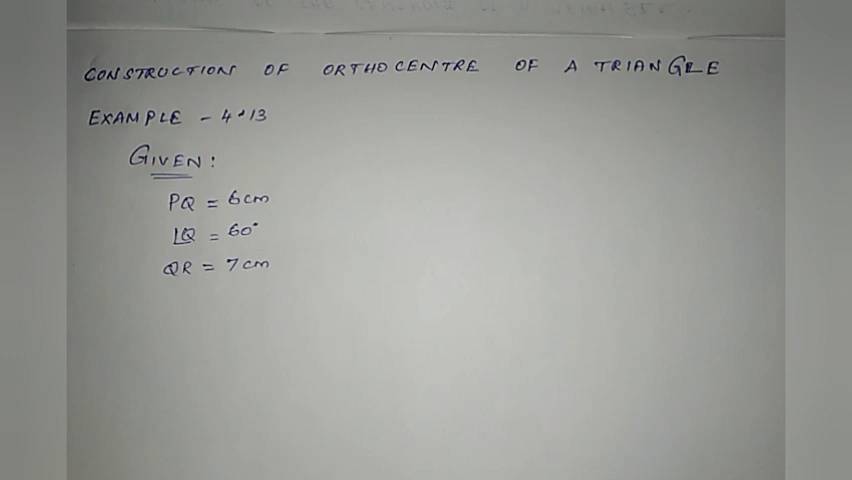 CONSTRUCTION OF ORTHOCENTRE OF A TRIANGLE
EXAMPLE - 4.13
GIVEN:
PQ = 6cm
∠Q = 60°
QR = 7cm